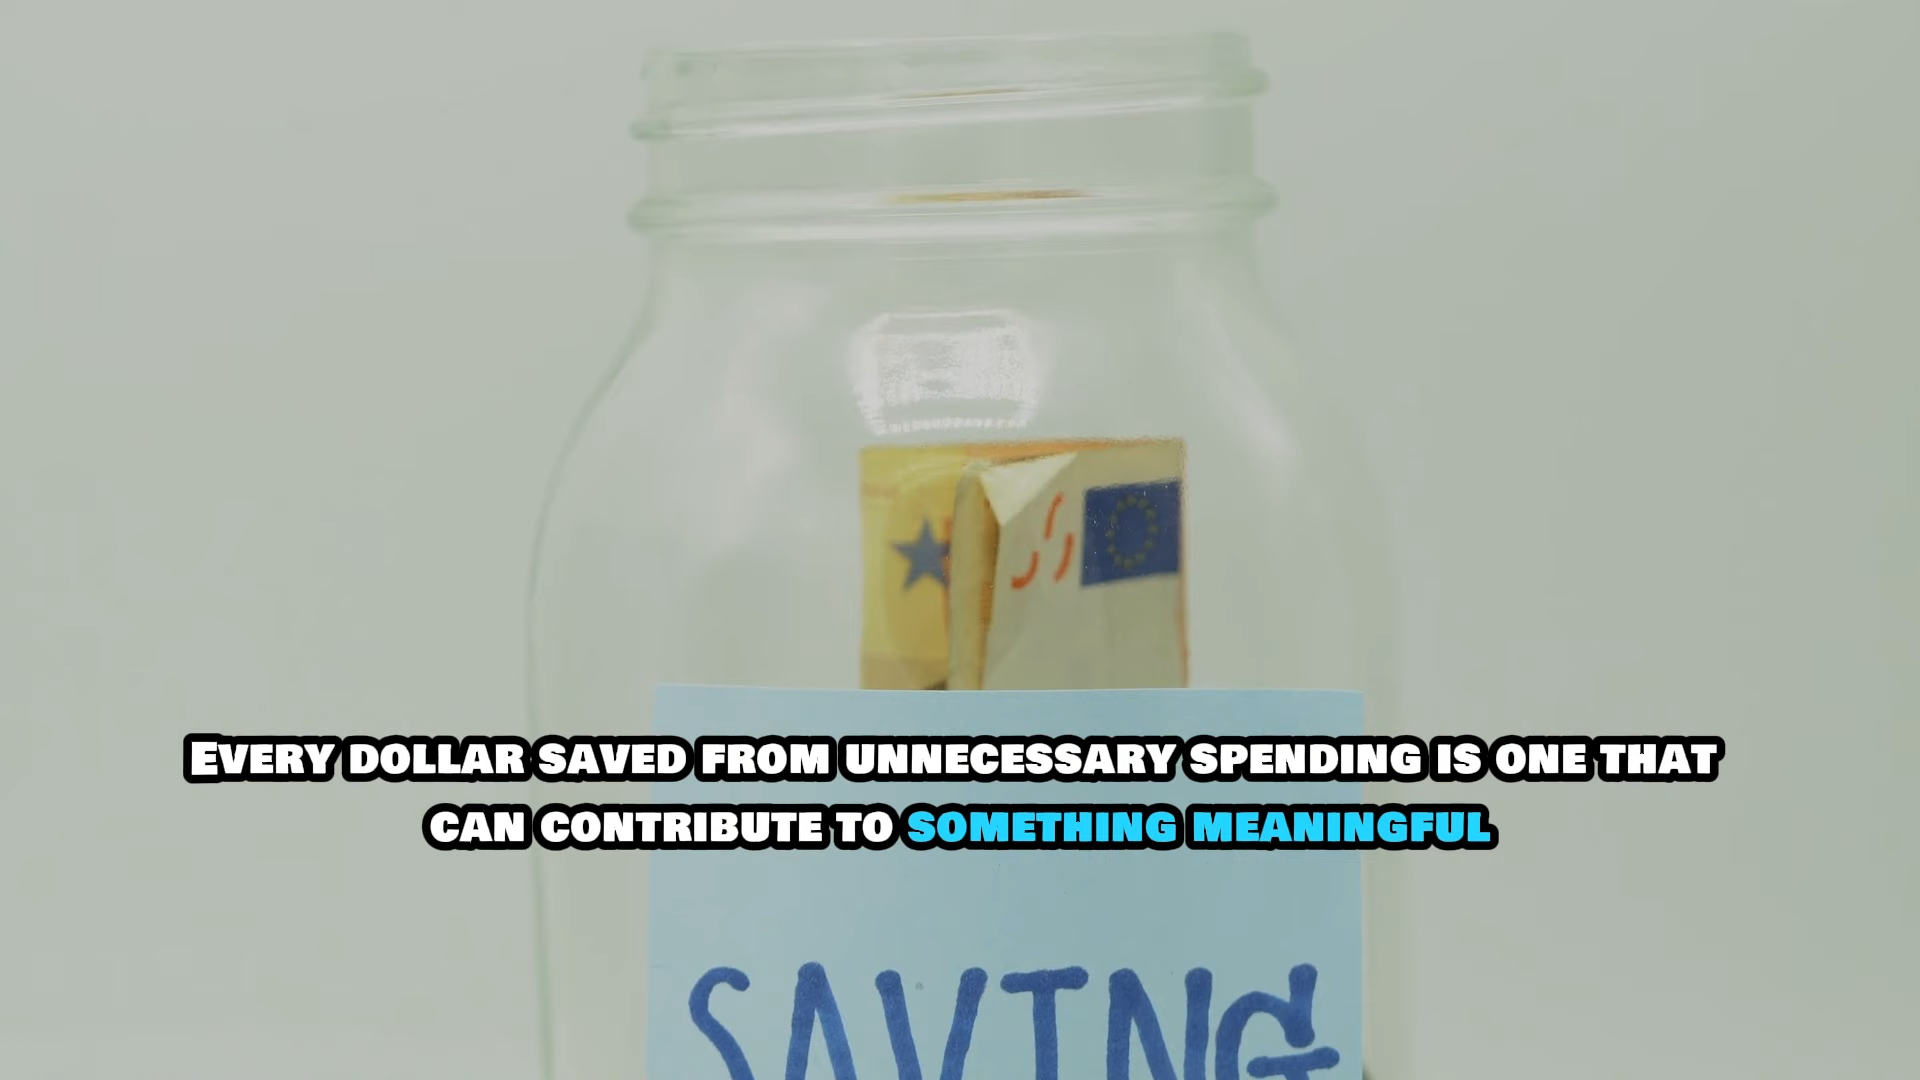 Every dollar saved from unnecessary spending is one that
can contribute to something meaningful
SAVING